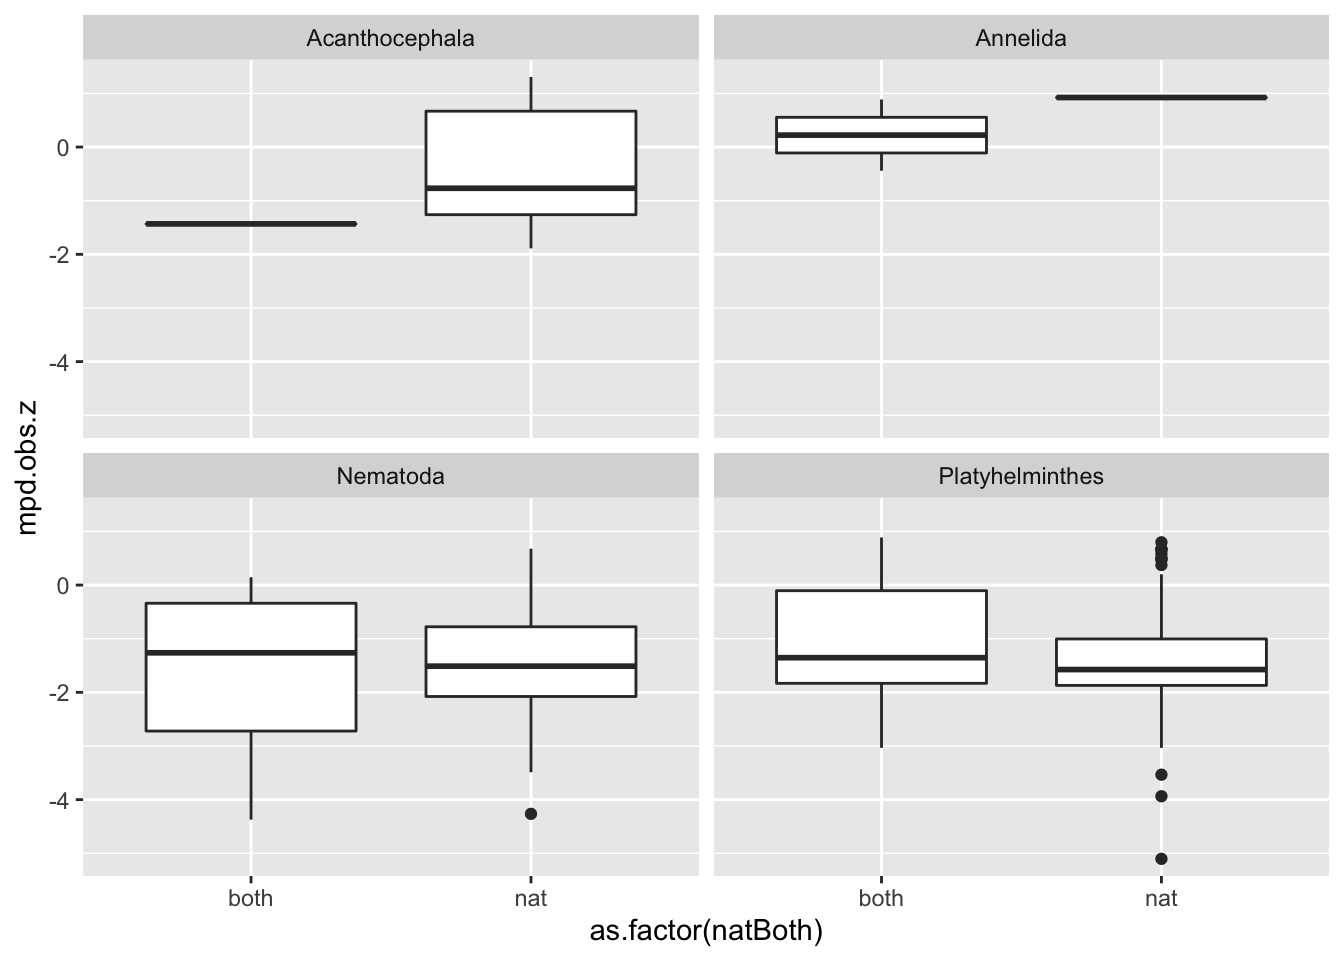 Acanthocephala
Annelida
0
-2
-4
mpd.obs.z
Nematoda
Platyhelminthes
0
-2
-4
both
nat
both
nat
as.factor(natBoth)